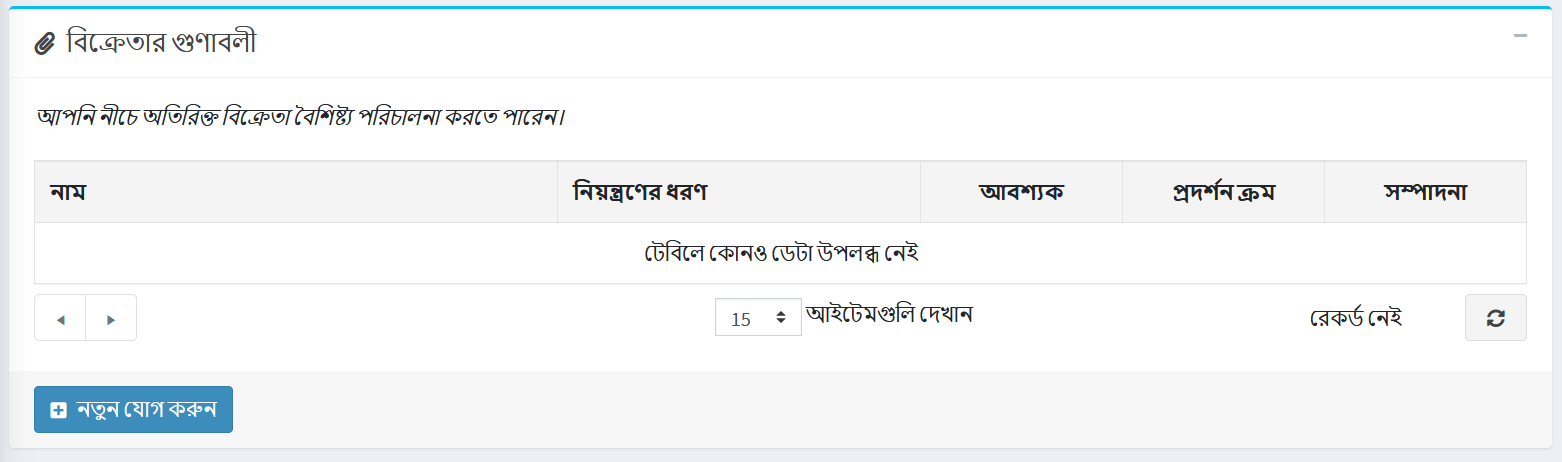 বিক্রেতার গুণাবলী
আপনি নীচে অতিরিক্ত বিক্রেতা বৈশিষ্ট্য পরিচালনা করতে পারেন।
নাম নিয়ন্ত্রণের ধরণ আবশ্যক প্রদর্শন ক্রম সম্পাদনা
টেবিলে কোনও ডেটা উপলব্ধ নেই
15 আইটেমগুলি দেখান রেকর্ড নেই
নতুন যোগ করুন